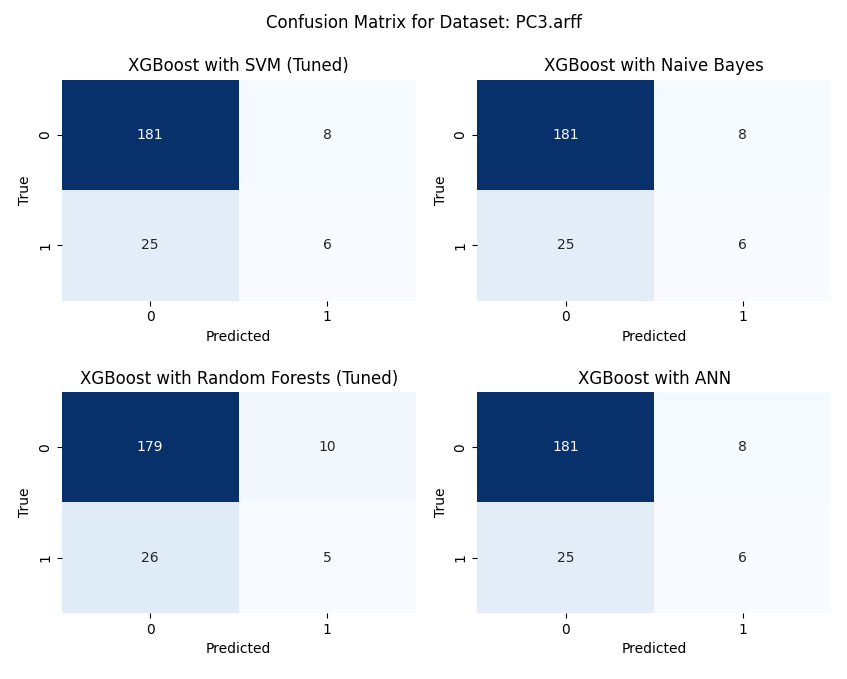 Confusion Matrix for Dataset: PC3.arff
XGBoost with SVM (Tuned)
True
0
181
8
1
25
6
0
1
Predicted
XGBoost with Naive Bayes
True
0
181
8
1
25
6
0
1
Predicted
XGBoost with Random Forests (Tuned)
True
0
179
10
1
26
5
0
1
Predicted
XGBoost with ANN
True
0
181
8
1
25
6
0
1
Predicted